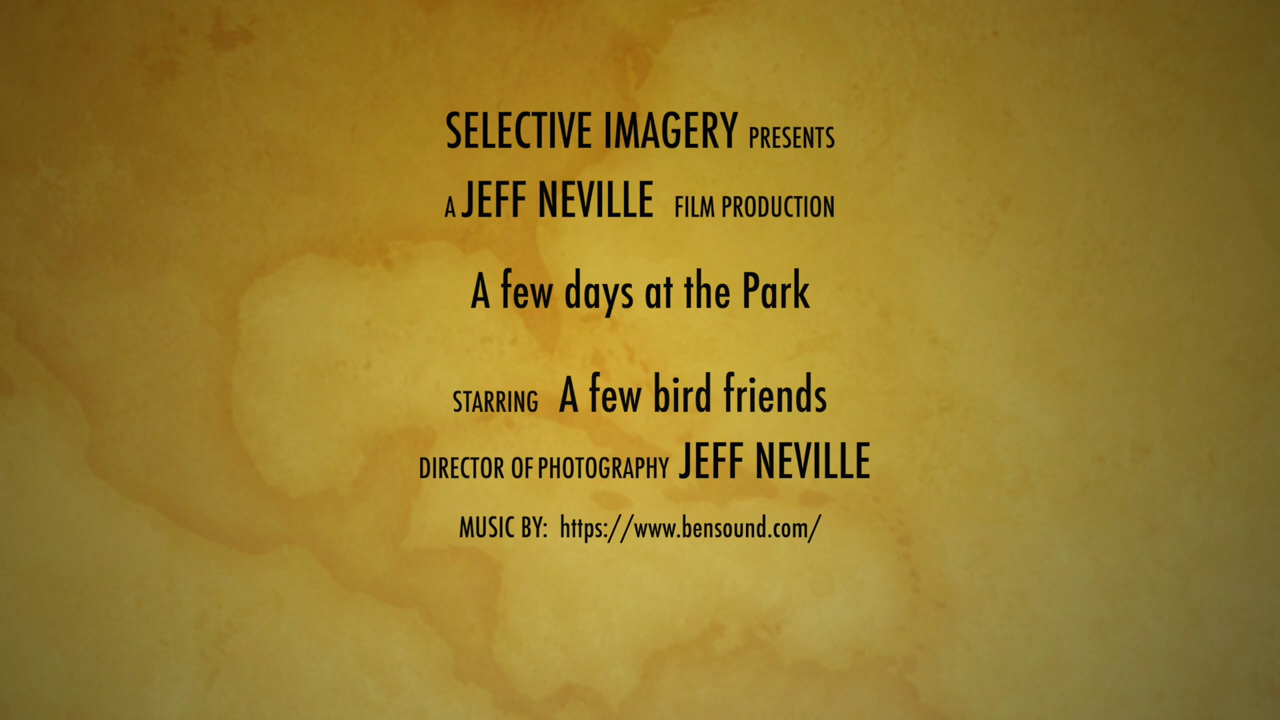 SELECTIVE IMAGERY PRESENTS
A JEFF NEVILLE FILM PRODUCTION
A few days at the Park
STARRING A few bird friends
DIRECTOR OF PHOTOGRAPHY JEFF NEVILLE
MUSIC BY: https://www.bensound.com/